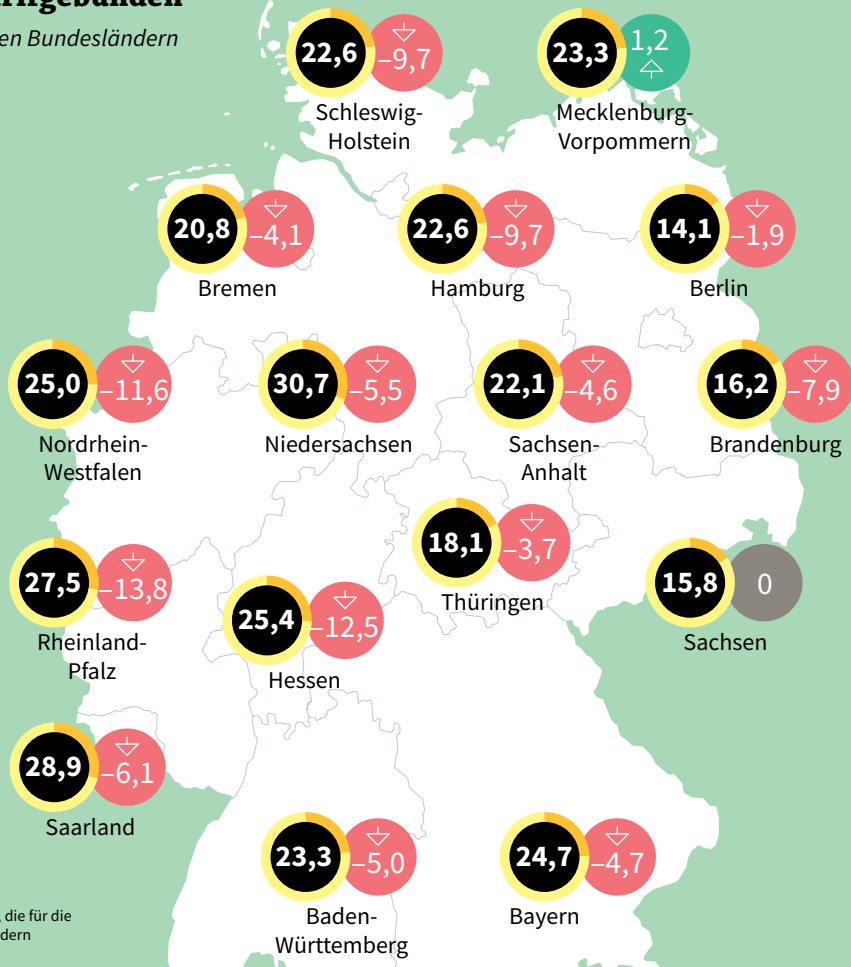 rifgebunden
en Bundesländern
22,6 –9,7
Schleswig-
Holstein
23,3 1,2
Mecklenburg-
Vorpommern
20,8 –4,1
Bremen
22,6 –9,7
Hamburg
14,1 –1,9
Berlin
25,0 –11,6
Nordrhein-
Westfalen
30,7 –5,5
Niedersachsen
22,1 –4,6
Sachsen-
Anhalt
16,2 –7,9
Brandenburg
18,1 –3,7
Thüringen
27,5 –13,8
Rheinland-
Pfalz
25,4 –12,5
Hessen
15,8 0
Sachsen
28,9 –6,1
Saarland
23,3 –5,0
Baden-
Württemberg
24,7 –4,7
Bayern
, die für die
dern